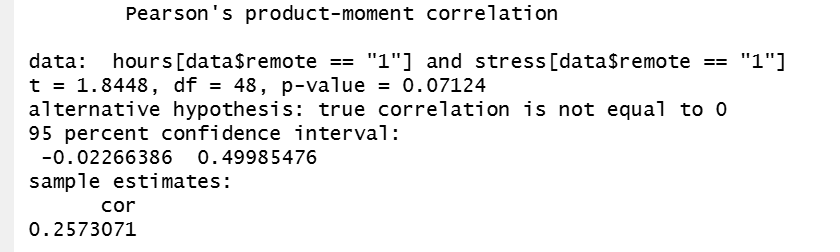 Pearson's product-moment correlation
data:  hours[data$remote == "1"] and stress[data$remote == "1"]
t = 1.8448, df = 48, p-value = 0.07124
alternative hypothesis: true correlation is not equal to 0
95 percent confidence interval:
 -0.02266386  0.49985476
sample estimates:
      cor
0.2573071